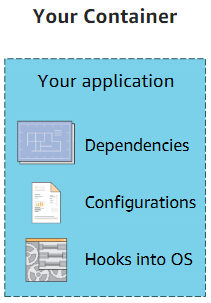 Your Container
Your application
Dependencies
Configurations
Hooks into OS